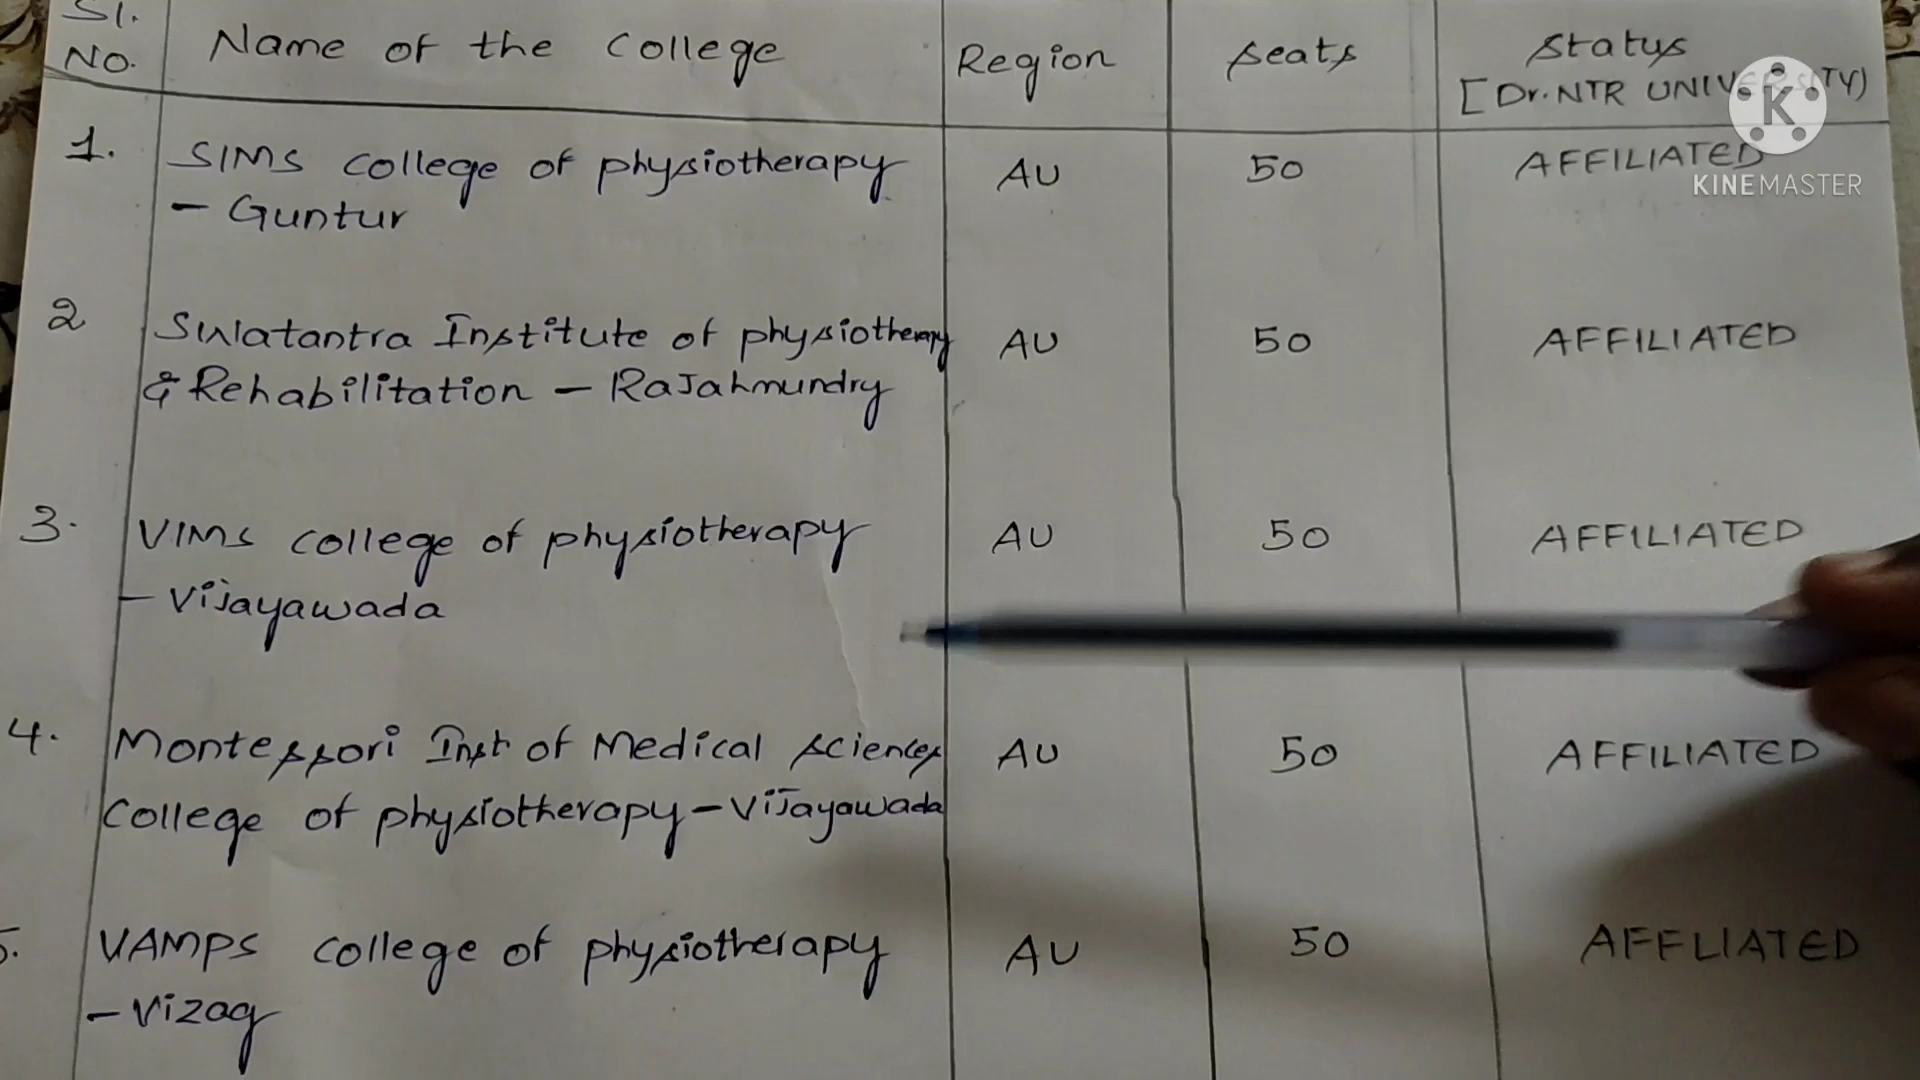 Sl.
No.
Name of the College
Region
Seats
Status
[Dr.NTR UNIVERSITY)
K
KINEMASTER
1.
SIMS College of physiotherapy
- Guntur
AU
50
AFFILIATED
2
Swatantra Institute of physiotherapy
& Rehabilitation - Rajahmundry
AU
50
AFFILIATED
3.
VIMS College of physiotherapy
- Vijayawada
AU
50
AFFILIATED
4.
Montessori Inst of Medical Sciences
College of physiotherapy - Vijayawada
AU
50
AFFILIATED
5.
VAMPS College of physiotherapy
- Vizag
AU
50
AFFLIATED